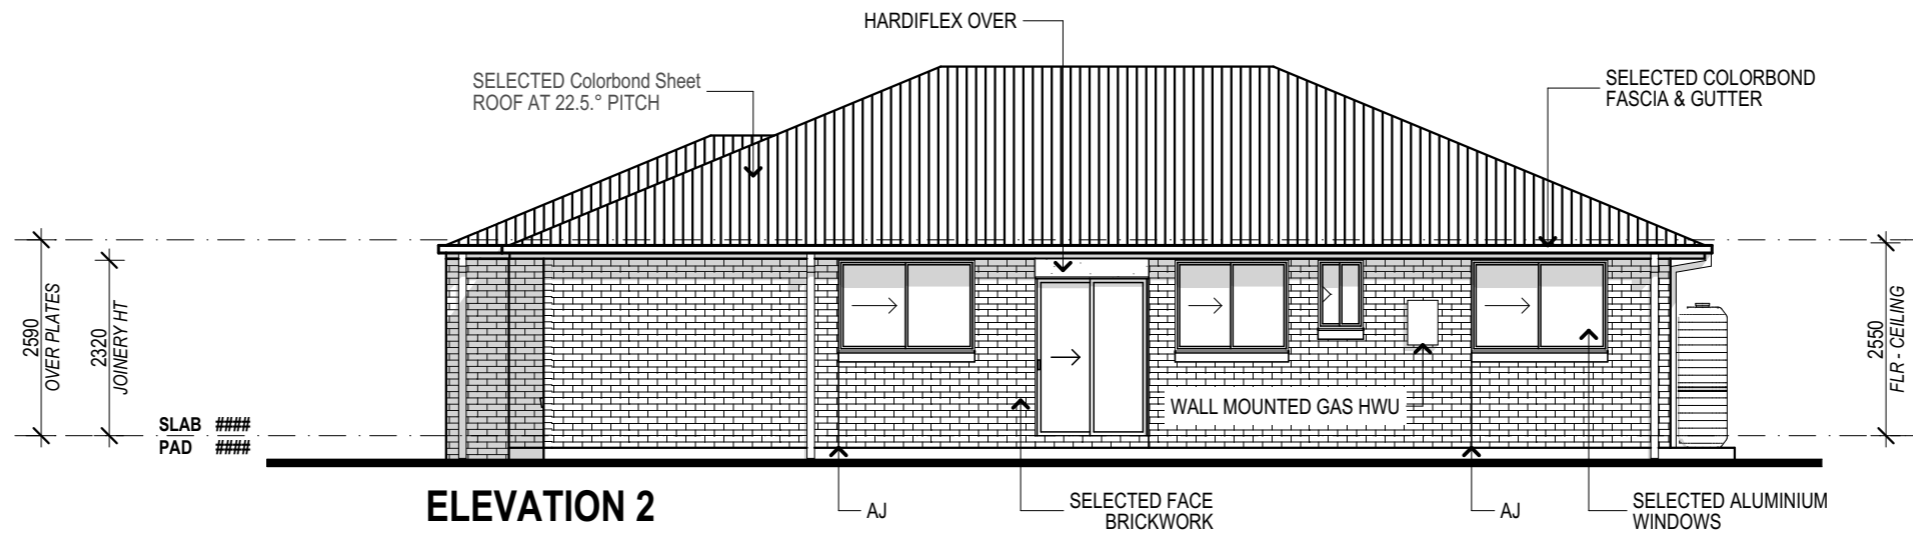 HARDIFLEX OVER
SELECTED Colorbond Sheet
ROOF AT 22.5.° PITCH
SELECTED COLORBOND
FASCIA & GUTTER
2590
OVER PLATES
2320
JOINERY HT
2550
FLR - CEILING
SLAB ####
PAD ####
WALL MOUNTED GAS HWU
ELEVATION 2
AJ
SELECTED FACE
BRICKWORK
AJ
SELECTED ALUMINIUM
WINDOWS